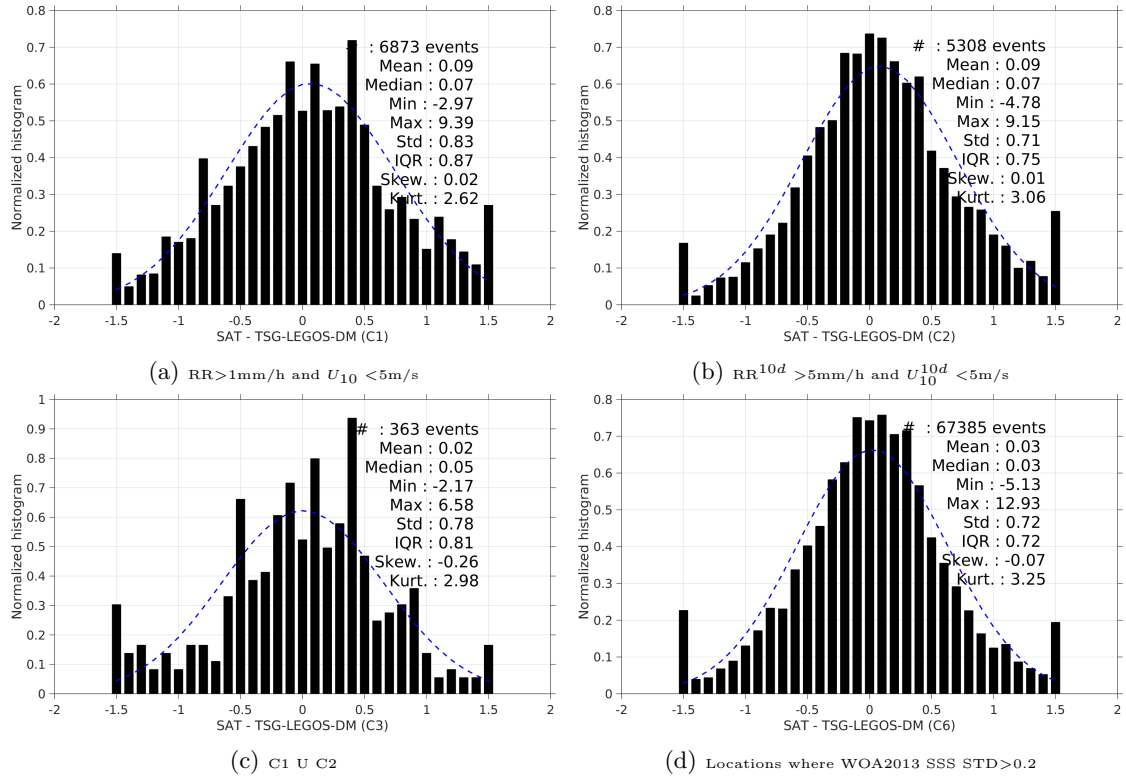 0.8
0.7
0.6
0.5
0.4
0.3
0.2
0.1
0
Normalized histogram
# : 6873 events
Mean : 0.09
Median : 0.07
Min : -2.97
Max : 9.39
Std : 0.83
IQR : 0.87
Skew. : 0.02
Kurt. : 2.62
-2 -1.5 -1 -0.5 0 0.5 1 1.5 2
SAT - TSG-LEGOS-DM (C1)
(a) RR>1mm/h and U10 <5m/s
0.8
0.7
0.6
0.5
0.4
0.3
0.2
0.1
0
Normalized histogram
# : 5308 events
Mean : 0.09
Median : 0.07
Min : -4.78
Max : 9.15
Std : 0.71
IQR : 0.75
Skew. : 0.01
Kurt. : 3.06
-2 -1.5 -1 -0.5 0 0.5 1 1.5 2
SAT - TSG-LEGOS-DM (C2)
(b) RR^10d >5mm/h and U10^10d <5m/s
1
0.9
0.8
0.7
0.6
0.5
0.4
0.3
0.2
0.1
0
Normalized histogram
# : 363 events
Mean : 0.02
Median : 0.05
Min : -2.17
Max : 6.58
Std : 0.78
IQR : 0.81
Skew. : -0.26
Kurt. : 2.98
-2 -1.5 -1 -0.5 0 0.5 1 1.5 2
SAT - TSG-LEGOS-DM (C3)
(c) C1 U C2
0.8
0.7
0.6
0.5
0.4
0.3
0.2
0.1
0
Normalized histogram
# : 67385 events
Mean : 0.03
Median : 0.03
Min : -5.13
Max : 12.93
Std : 0.72
IQR : 0.72
Skew. : -0.07
Kurt. : 3.25
-2 -1.5 -1 -0.5 0 0.5 1 1.5 2
SAT - TSG-LEGOS-DM (C6)
(d) Locations where WOA2013 SSS STD>0.2